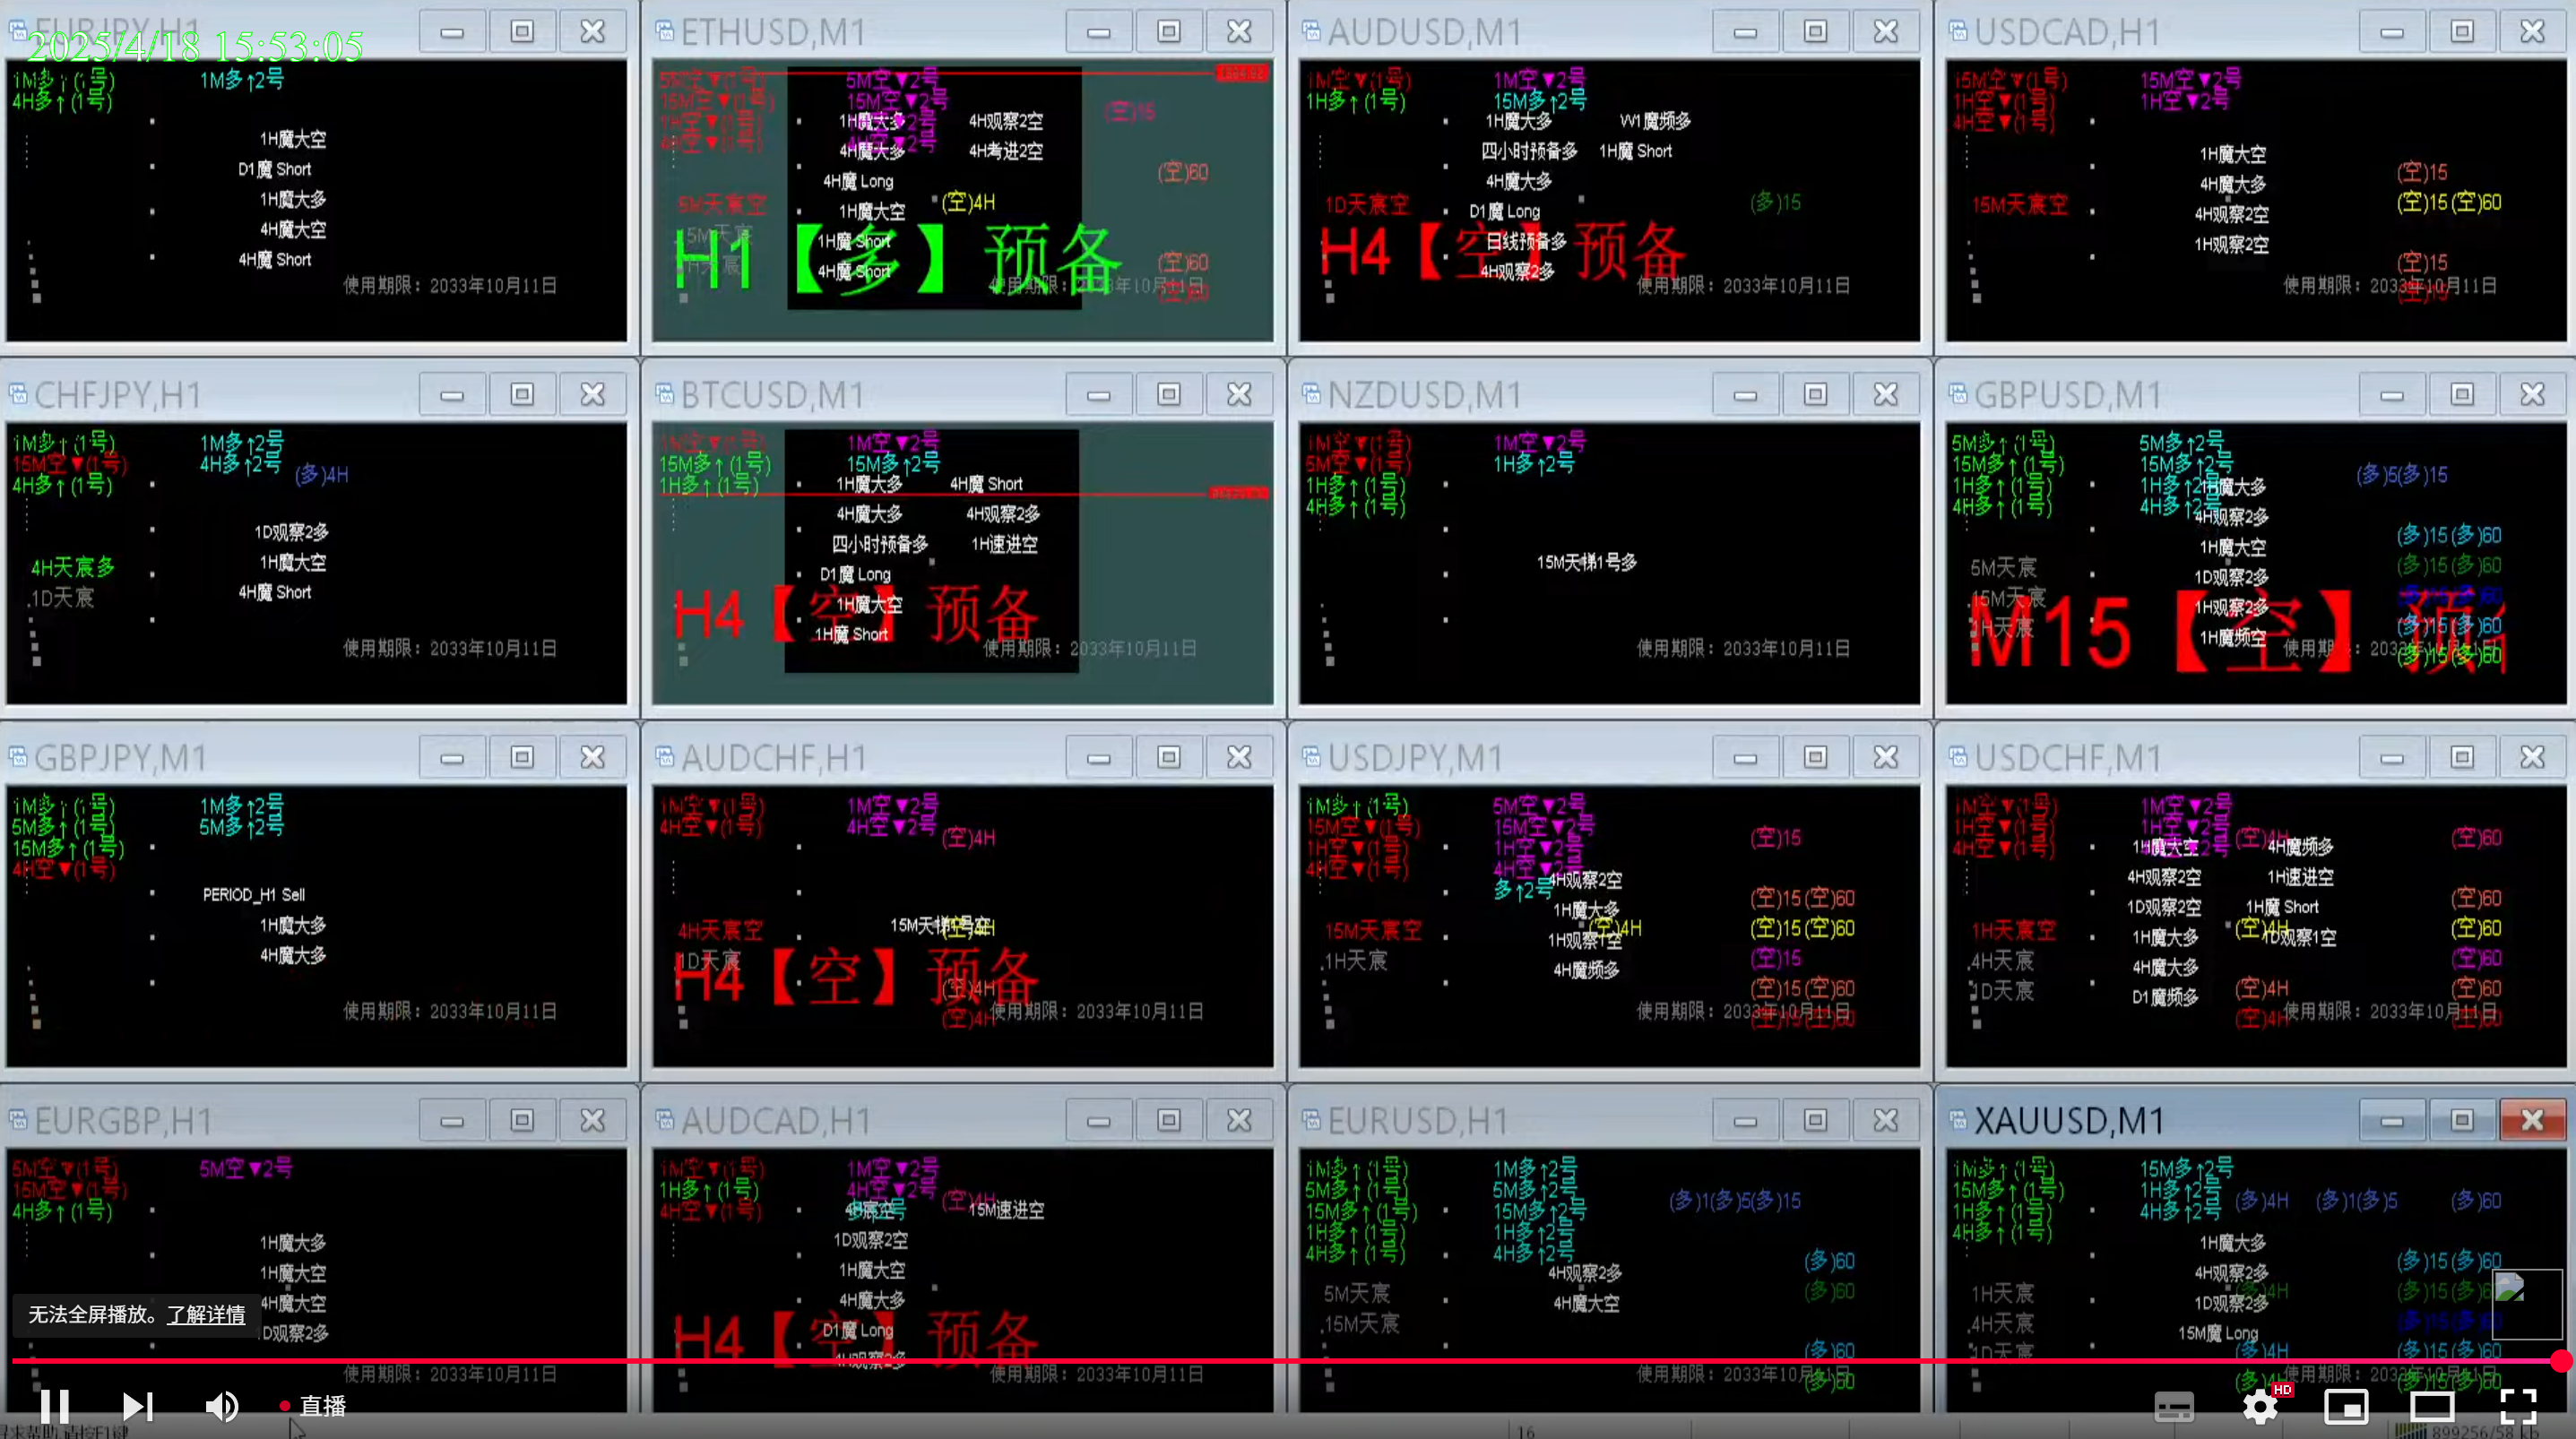 EURJPY,H1
2025/4/18 15:53:05
1M多↑(1号)
4H多↑(1号)
1M多↑2号
1H魔大空
D1魔 Short
1H魔大多
4H魔大空
4H魔 Short
使用期限：2033年10月11日
ETHUSD,M1
5M空▼(1号)
15M空▼(1号)
1H空▼(1号)
4H空▼(1号)
5M空▼2号
15M空▼2号
1H魔大多
4H魔大多
4H魔 Long
1H魔大空
1H魔 Short
4H魔 Short
4H观察2空
4H考进2空
(空)4H
(空)15
(空)60
(空)60
(空)60
5M天宸空
5M天宸
H1【多】预备
AUDUSD,M1
1M空▼(1号)
1H多↑(1号)
1M空▼2号
15M多↑2号
1H魔大多
四小时预备多
4H魔大多
D1魔 Long
日线预备多
4H观察2多
VV1魔频多
1H魔 Short
(多)15
1D天宸空
H4【空】预备
使用期限：2033年10月11日
USDCAD,H1
15M空▼(1号)
1H空▼(1号)
4H空▼(1号)
15M空▼2号
1H空▼2号
1H魔大空
4H魔大多
4H观察2空
1H观察2空
15M天宸空
(空)15
(空)15(空)60
(空)15
使用期限：2033年10月11日
CHFJPY,H1
1M多↑(1号)
15M空▼(1号)
4H多↑(1号)
1M多↑2号
4H多↑2号
(多)4H
1D观察2多
1H魔大空
4H魔 Short
4H天宸多
1D天宸
使用期限：2033年10月11日
BTCUSD,M1
1M空▼(1号)
15M多↑(1号)
1H多↑(1号)
1M空▼2号
15M多↑2号
1H魔大多
4H魔大多
四小时预备多
D1魔 Long
1H魔大空
1H魔 Short
4H魔 Short
4H观察2多
1H速进空
H4【空】预备
使用期限：2033年10月11日
NZDUSD,M1
1M空▼(1号)
5M空▼(1号)
1H多↑(1号)
4H多↑(1号)
1M空▼2号
1H多↑2号
15M天梯1号多
使用期限：2033年10月11日
GBPUSD,M1
5M多↑(1号)
15M多↑(1号)
1H多↑(1号)
4H多↑(1号)
5M多↑2号
15M多↑2号
1H多↑2号
4H多↑2号
1H魔大多
4H观察2多
1H魔大空
1D观察2多
1H观察2多
1H魔频空
(多)5(多)15
(多)15(多)60
(多)15(多)60
(多)15(多)60
(多)15(多)60
(多)15(多)60
5M天宸
15M天宸
1H天宸
M15【空】预
GBPJPY,M1
1M多↑(1号)
5M多↑(1号)
15M多↑(1号)
4H空▼(1号)
1M多↑2号
5M多↑2号
PERIOD_H1 Sell
1H魔大多
4H魔大多
使用期限：2033年10月11日
AUDCHF,H1
1M空▼(1号)
4H空▼(1号)
1M空▼2号
4H空▼2号
(空)4H
4H天宸空
1D天宸
H4【空】预备
(空)4H
(空)4H
使用期限：2033年10月11日
USDJPY,M1
1M多↑(1号)
15M空▼(1号)
1H空▼(1号)
4H空▼(1号)
5M空▼2号
15M空▼2号
1H空▼2号
4H空▼2号
多↑2号
4H观察2空
1H魔大多
(空)4H
1H观察1空
4H魔频多
(空)15
(空)15(空)60
(空)15(空)60
(空)15
(空)15(空)60
(空)15(空)60
15M天宸空
1H天宸
使用期限：2033年10月11日
USDCHF,M1
1M空▼(1号)
1H空▼(1号)
4H空▼(1号)
1M空▼2号
1H空▼2号
1H魔大空
4H观察2空
1D观察2空
1H魔大多
4H魔大多
D1魔频多
(空)4H
4H魔频多
1H速进空
1H魔 Short
(空)4H
1D观察1空
(空)4H
(空)4H
(空)60
(空)60
(空)60
(空)60
(空)60
1H天宸空
4H天宸
1D天宸
使用期限：2033年10月11日
EURGBP,H1
5M空▼(1号)
15M空▼(1号)
4H多↑(1号)
5M空▼2号
1H魔大多
1H魔大空
4H魔大空
1D观察2多
使用期限：2033年10月11日
AUDCAD,H1
1M空▼(1号)
1H多↑(1号)
4H空▼(1号)
1M空▼2号
4H空▼2号
(空)4H
15M速进空
1D观察2空
1H魔大空
4H魔大多
D1魔 Long
4H观察2多
H4【空】预备
使用期限：2033年10月11日
EURUSD,H1
1M多↑(1号)
5M多↑(1号)
15M多↑(1号)
1H多↑(1号)
4H多↑(1号)
1M多↑2号
5M多↑2号
15M多↑2号
1H多↑2号
4H多↑2号
4H观察2多
4H魔大空
(多)1(多)5(多)15
(多)60
(多)60
(多)60
(多)60
5M天宸
15M天宸
使用期限：2033年10月11日
XAUUSD,M1
1M多↑(1号)
15M多↑(1号)
1H多↑(1号)
4H多↑(1号)
15M多↑2号
1H多↑2号
4H多↑2号
(多)4H
(多)1(多)5
(多)60
1H魔大多
4H观察2多
1D观察2多
15M魔 Long
(多)4H
(多)15(多)60
(多)15(多)60
1H天宸
4H天宸
1D天宸
使用期限：2033年10月11日
无法全屏播放。了解详情
直播
HD
16
899256/58 kb